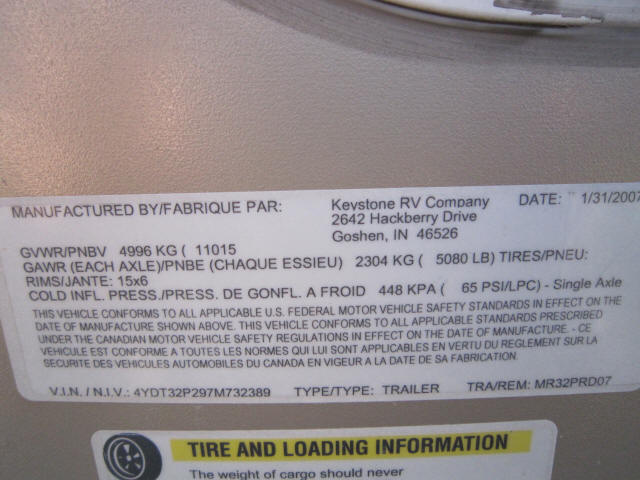 MANUFACTURED BY/FABRIQUE PAR: Keystone RV Company DATE: 1/31/2007
2642 Hackberry Drive
Goshen, IN 46526
GVWR/PNBV 4996 KG ( 11015
GAWR (EACH AXLE)/PNBE (CHAQUE ESSIEU) 2304 KG ( 5080 LB) TIRES/PNEU:
RIMS/JANTE: 15x6
COLD INFL. PRESS./PRESS. DE GONFL. A FROID 448 KPA ( 65 PSI/LPC) - Single Axle
THIS VEHICLE CONFORMS TO ALL APPLICABLE U.S. FEDERAL MOTOR VEHICLE SAFETY STANDARDS IN EFFECT ON THE
DATE OF MANUFACTURE SHOWN ABOVE. THIS VEHICLE CONFORMS TO ALL APPLICABLE STANDARDS PRESCRIBED
UNDER THE CANADIAN MOTOR VEHICLE SAFETY REGULATIONS IN EFFECT ON THE DATE OF MANUFACTURE. - CE
VEHICULE EST CONFORME A TOUTES LES NORMES QUI LUI SONT APPLICABLES EN VERTU DU REGLEMENT SUR LA
SECURITE DES VEHICULES AUTOMOBILES DU CANADA EN VIGEUR A LA DATE DE SA FABRICATION.
V.I.N. / N.I.V.: 4YDT32P297M732389 TYPE/TYPE: TRAILER TRA/REM: MR32PRD07
TIRE AND LOADING INFORMATION
The weight of cargo should never